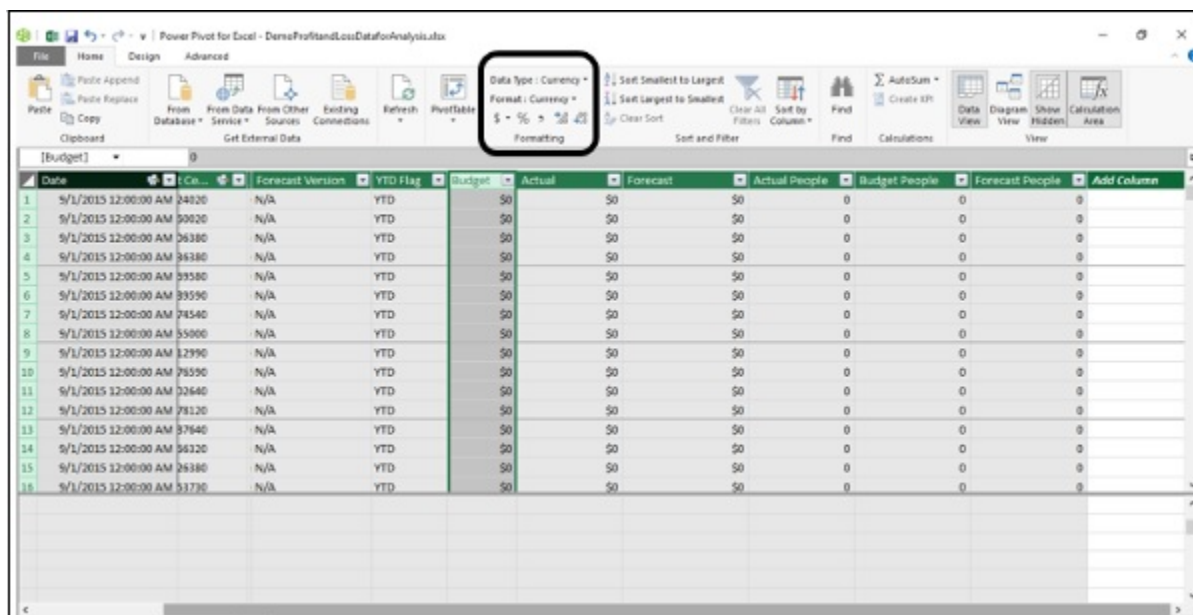 Power Pivot for Excel - DemoProfitandLossDataforAnalysis.xlsx
File Home Design Advanced
Paste
Paste Append
Paste Replace
Copy
Clipboard
From Database
From Data Service
From Other Sources
Existing Connections
Get External Data
Refresh
PivotTable
Data Type : Currency
Format : Currency
$ % ,
Formatting
Sort Smallest to Largest
Sort Largest to Smallest
Clear Sort
Clear All Filters
Sort by Column
Sort and Filter
Find
Find
AutoSum
Create KPI
Calculations
Data View
Diagram View
Show Hidden
Calculation Area
View
[Budget] 0
Date t Ce... Forecast Version YTD Flag Budget Actual Forecast Actual People Budget People Forecast People Add Column
1 9/1/2015 12:00:00 AM 24020 N/A YTD $0 $0 $0 0 0 0
2 9/1/2015 12:00:00 AM 50020 N/A YTD $0 $0 $0 0 0 0
3 9/1/2015 12:00:00 AM 06380 N/A YTD $0 $0 $0 0 0 0
4 9/1/2015 12:00:00 AM 36380 N/A YTD $0 $0 $0 0 0 0
5 9/1/2015 12:00:00 AM 59580 N/A YTD $0 $0 $0 0 0 0
6 9/1/2015 12:00:00 AM 39590 N/A YTD $0 $0 $0 0 0 0
7 9/1/2015 12:00:00 AM 74540 N/A YTD $0 $0 $0 0 0 0
8 9/1/2015 12:00:00 AM 55000 N/A YTD $0 $0 $0 0 0 0
9 9/1/2015 12:00:00 AM 12990 N/A YTD $0 $0 $0 0 0 0
10 9/1/2015 12:00:00 AM 76590 N/A YTD $0 $0 $0 0 0 0
11 9/1/2015 12:00:00 AM 02640 N/A YTD $0 $0 $0 0 0 0
12 9/1/2015 12:00:00 AM 78120 N/A YTD $0 $0 $0 0 0 0
13 9/1/2015 12:00:00 AM 37640 N/A YTD $0 $0 $0 0 0 0
14 9/1/2015 12:00:00 AM 56320 N/A YTD $0 $0 $0 0 0 0
15 9/1/2015 12:00:00 AM 26380 N/A YTD $0 $0 $0 0 0 0
16 9/1/2015 12:00:00 AM 53730 N/A YTD $0 $0 $0 0 0 0